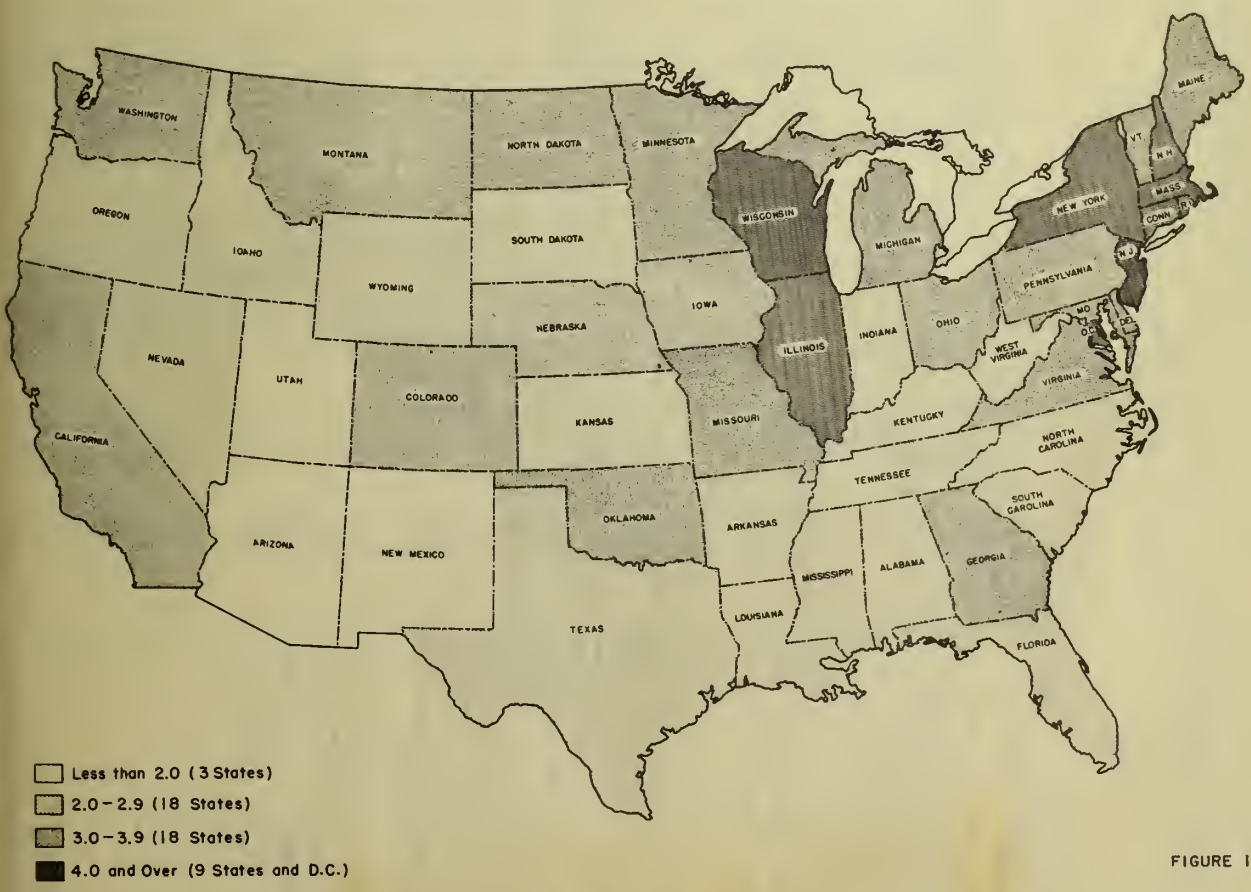 WASHINGTON
MONTANA
NORTH DAKOTA
MINNESOTA
MAINE
VT.
N H
OREGON
IDAHO
WYOMING
SOUTH DAKOTA
WISCONSIN
MICHIGAN
NEW YORK
MASS
CONN
R I
N J
PENNSYLVANIA
IOWA
NEBRASKA
NEVADA
UTAH
COLORADO
KANSAS
MISSOURI
ILLINOIS
INDIANA
OHIO
WEST
VIRGINIA
MD
D.C.
DEL
VIRGINIA
KENTUCKY
CALIFORNIA
ARIZONA
NEW MEXICO
OKLAHOMA
ARKANSAS
TENNESSEE
NORTH
CAROLINA
SOUTH
CAROLINA
TEXAS
LOUISIANA
MISSISSIPPI
ALABAMA
GEORGIA
FLORIDA
Less than 2.0 (3 States)
2.0-2.9 (18 States)
3.0-3.9 (18 States)
4.0 and Over (9 States and D.C.)
FIGURE I